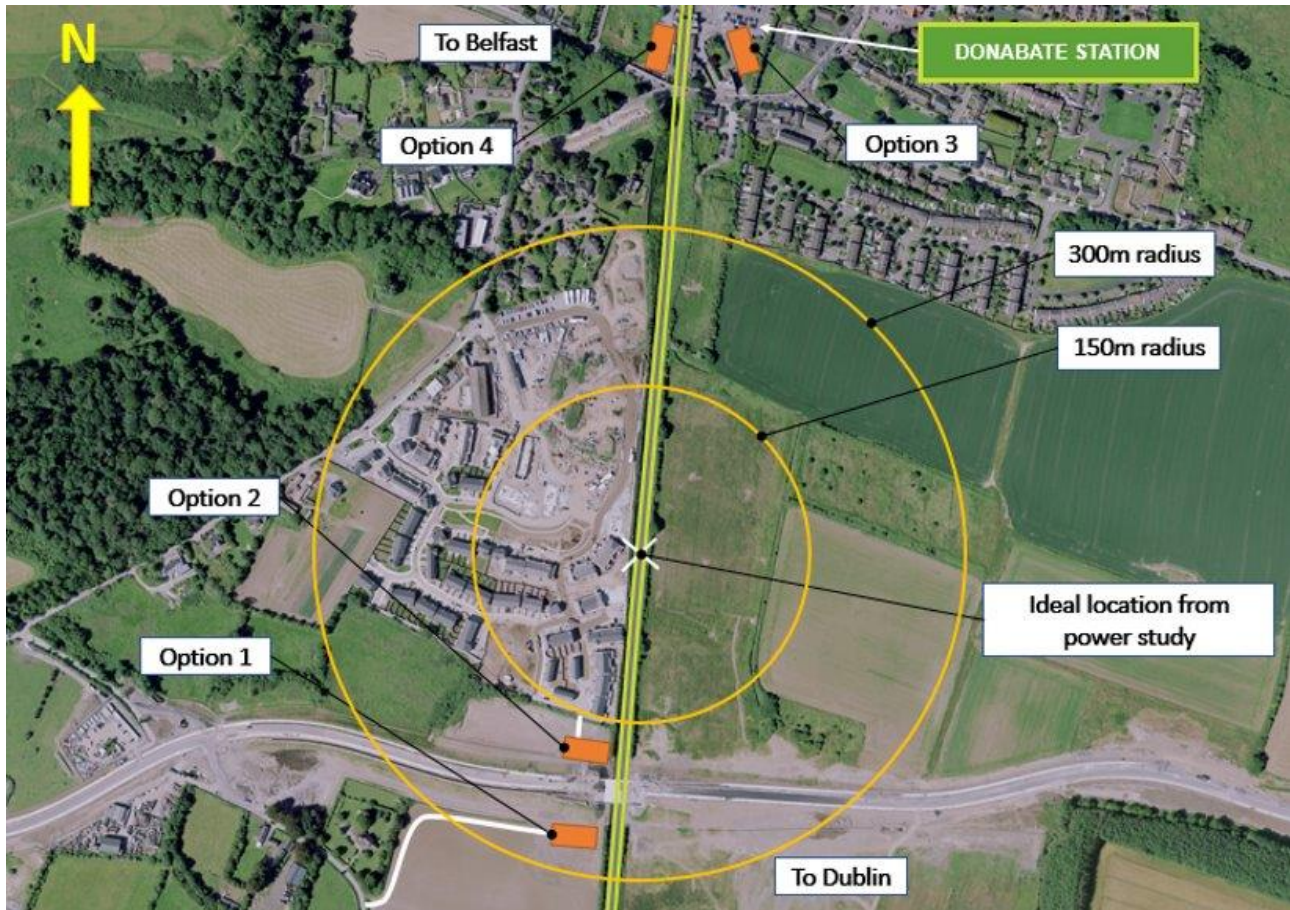 N
To Belfast
DONABATE STATION
Option 4
Option 3
300m radius
150m radius
Option 2
Ideal location from
power study
Option 1
To Dublin